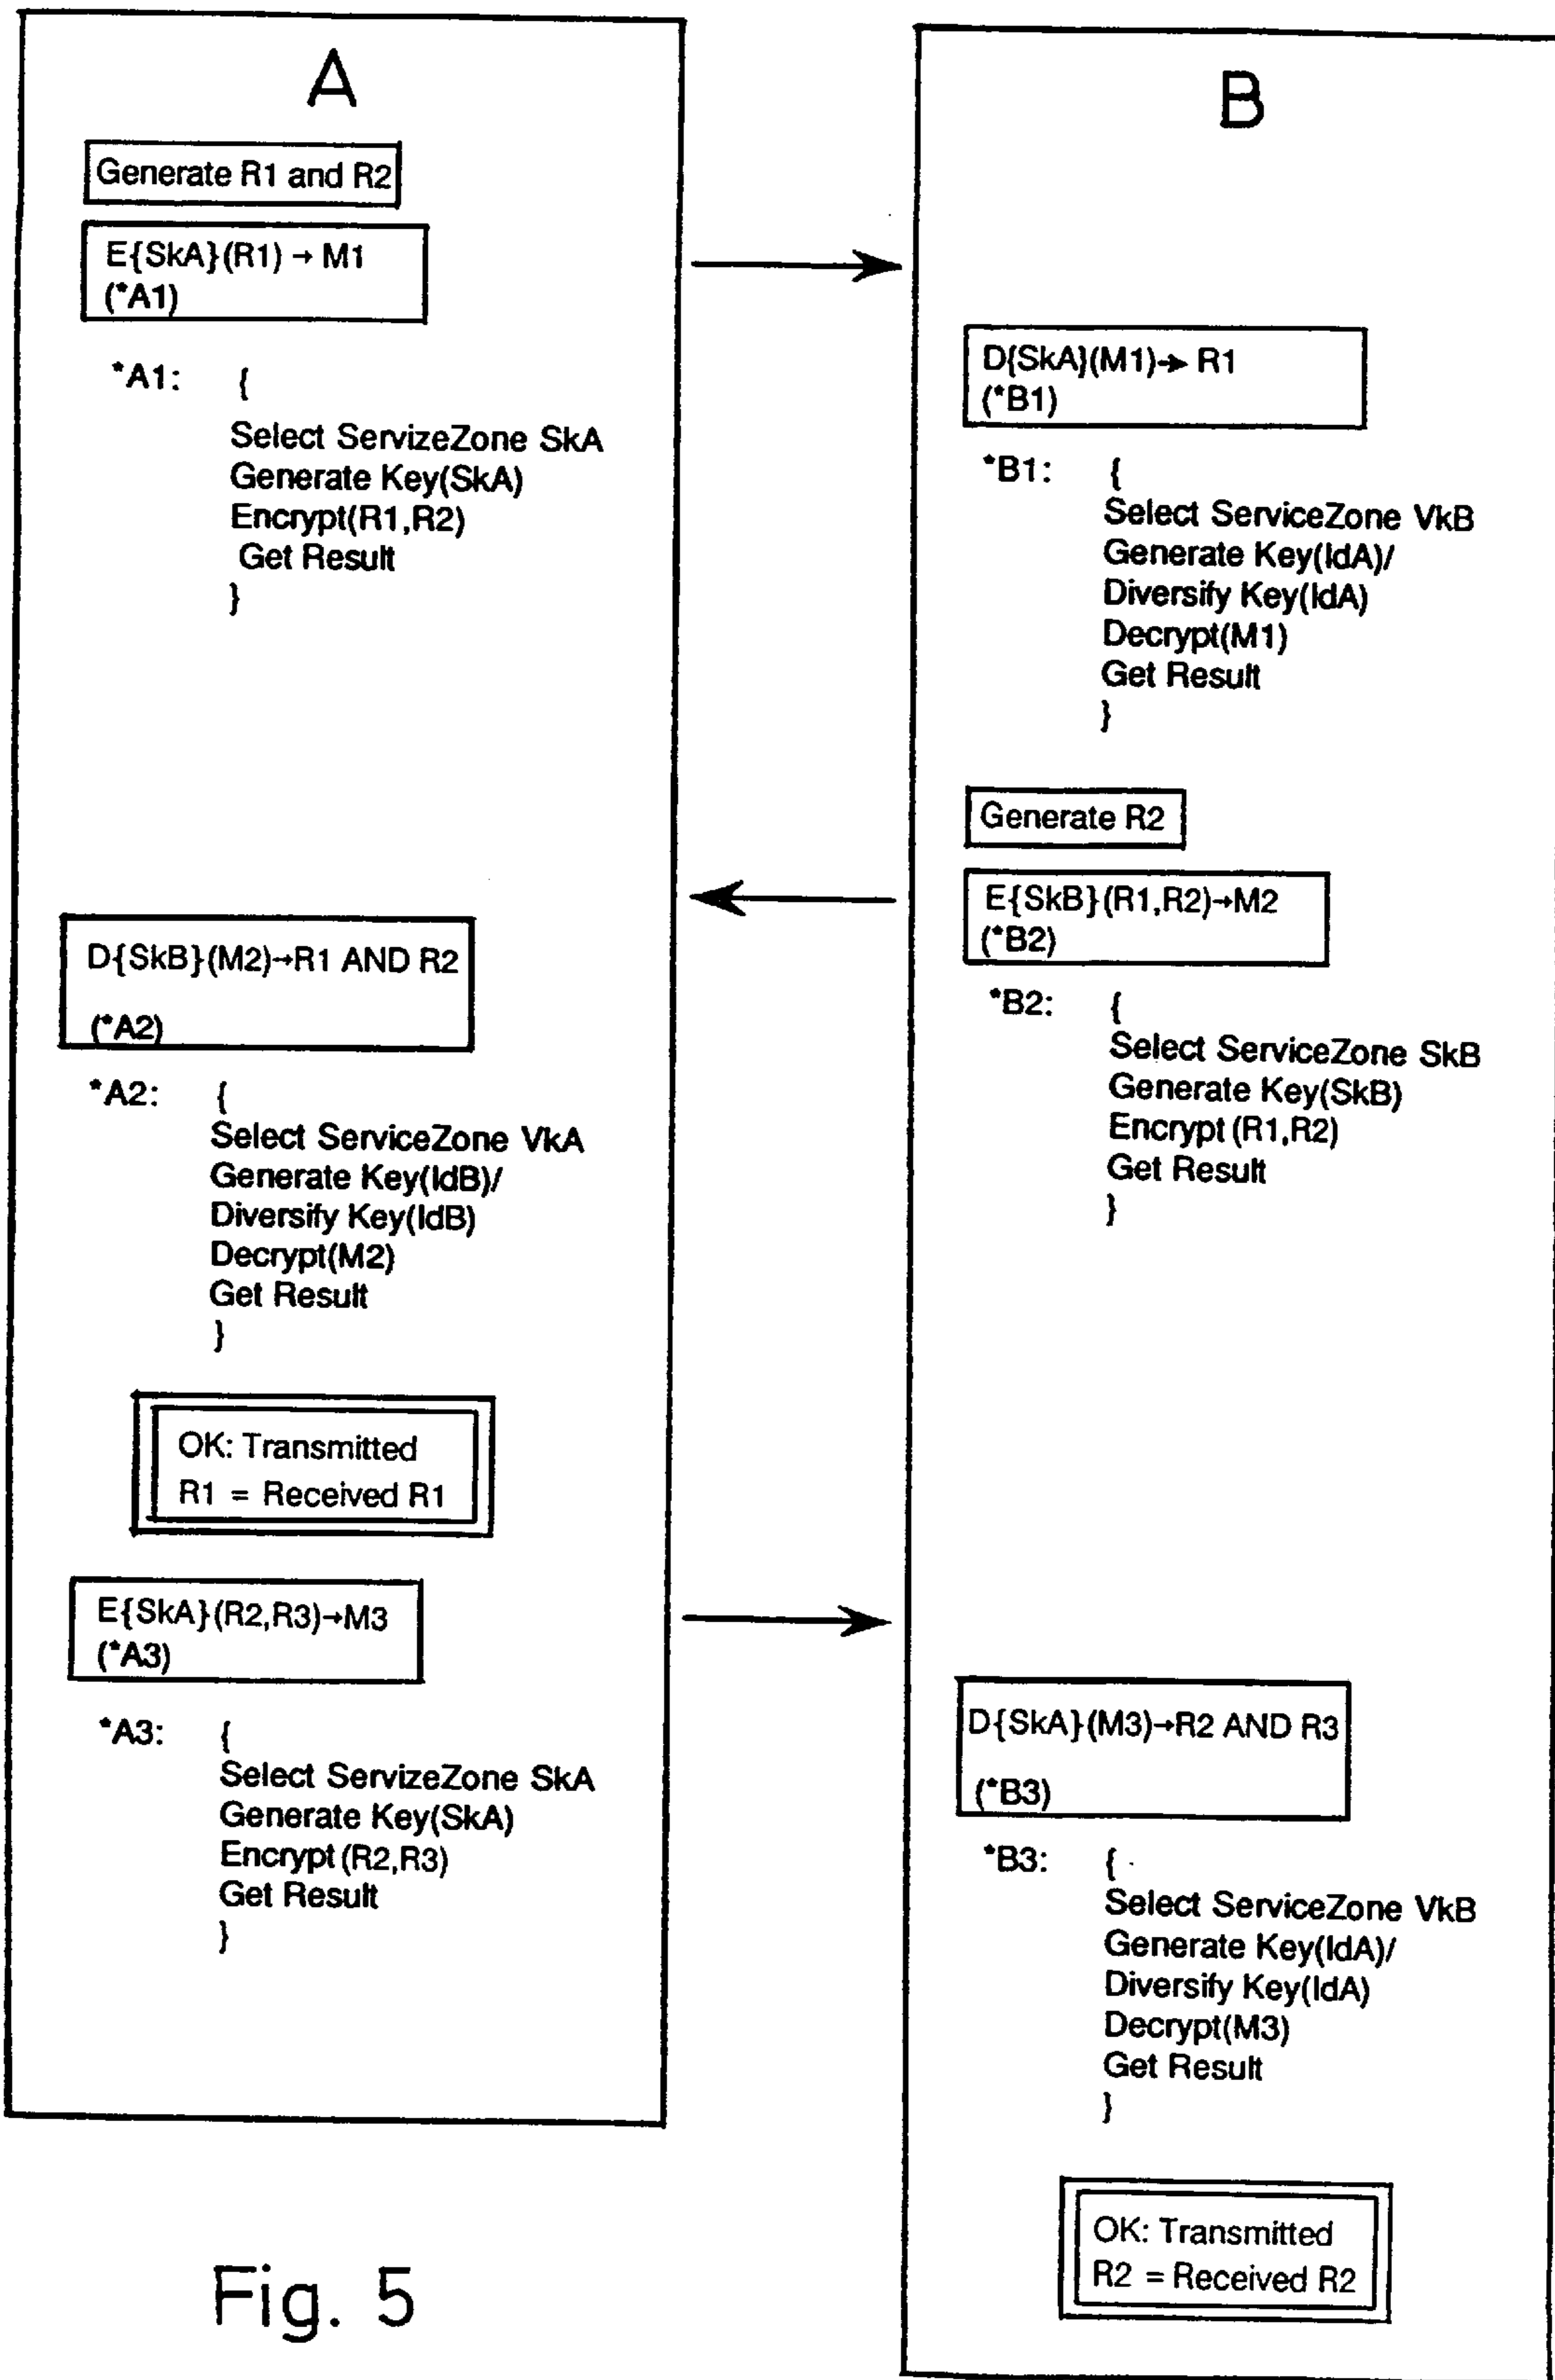 A
Generate R1 and R2
E{SkA}(R1)→M1
(*A1)
*A1: {
Select ServizeZone SkA
Generate Key(SkA)
Encrypt(R1,R2)
Get Result
}
D{SkB}(M2)→R1 AND R2
(*A2)
*A2: {
Select ServiceZone VkA
Generate Key(IdB)/
Diversify Key(IdB)
Decrypt(M2)
Get Result
}
OK: Transmitted
R1 = Received R1
E{SkA}(R2,R3)→M3
(*A3)
*A3: {
Select ServizeZone SkA
Generate Key(SkA)
Encrypt(R2,R3)
Get Result
}
B
D{SkA}(M1)→ R1
(*B1)
*B1: {
Select ServiceZone VkB
Generate Key(IdA)/
Diversify Key(IdA)
Decrypt(M1)
Get Result
}
Generate R2
E{SkB}(R1,R2)→M2
(*B2)
*B2: {
Select ServiceZone SkB
Generate Key(SkB)
Encrypt(R1,R2)
Get Result
}
D{SkA}(M3)→R2 AND R3
(*B3)
*B3: {
Select ServiceZone VkB
Generate Key(IdA)/
Diversify Key(IdA)
Decrypt(M3)
Get Result
}
OK: Transmitted
R2 = Received R2
Fig. 5